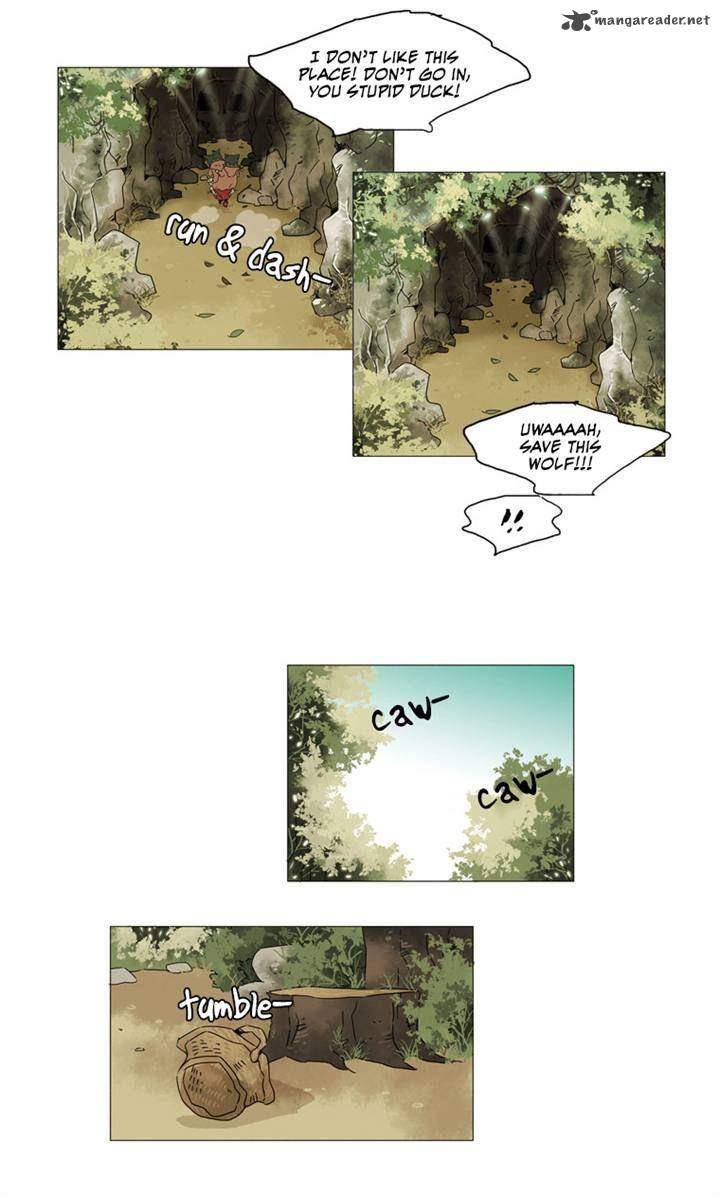 mangareader.net
I DON'T LIKE THIS
PLACE! DON'T GO IN,
YOU STUPID DUCK!
run & dash-
UWAAAAH,
SAVE THIS
WOLF!!!
!!
caw-
caw-
tumble-